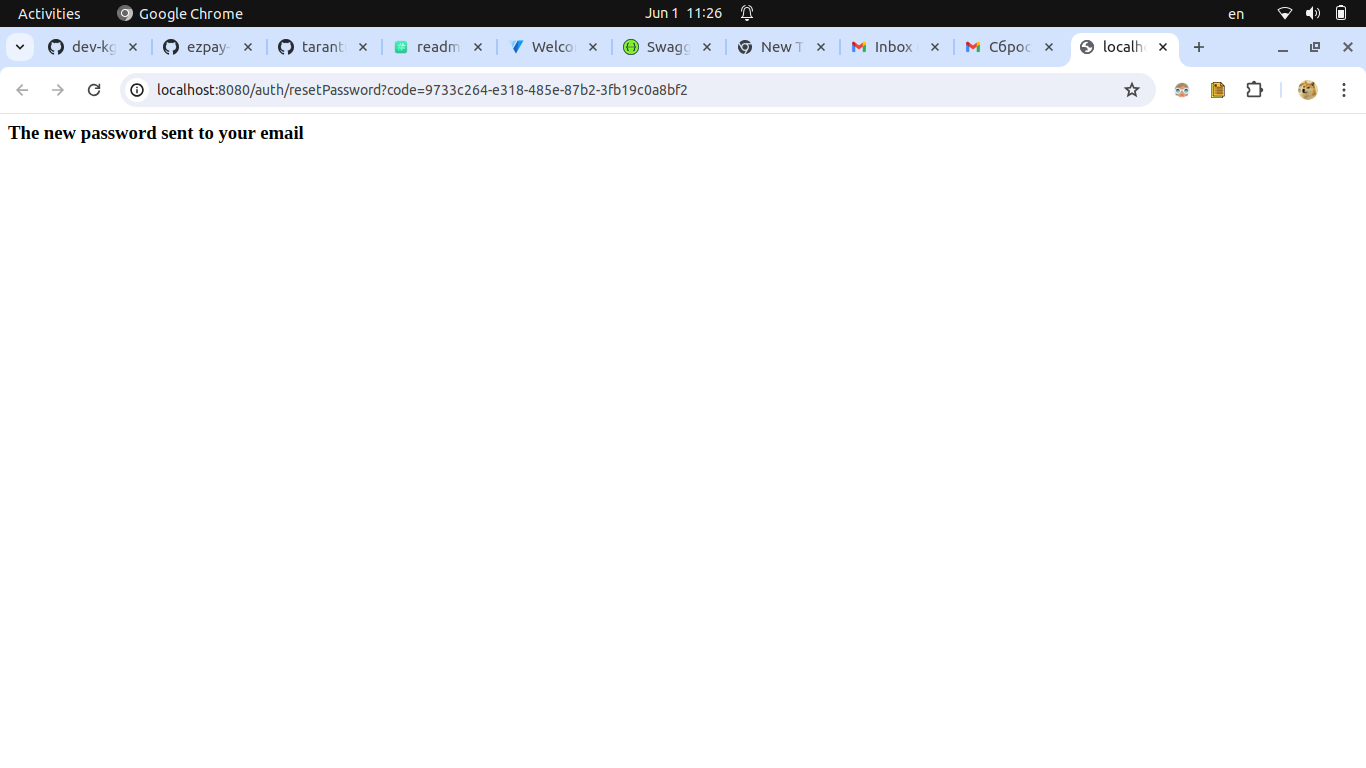 Activities Google Chrome Jun 1 11:26 en
dev-kg ezpay- tarant readm Welco Swagg New T Inbox Сброс localh
localhost:8080/auth/resetPassword?code=9733c264-e318-485e-87b2-3fb19c0a8bf2
The new password sent to your email